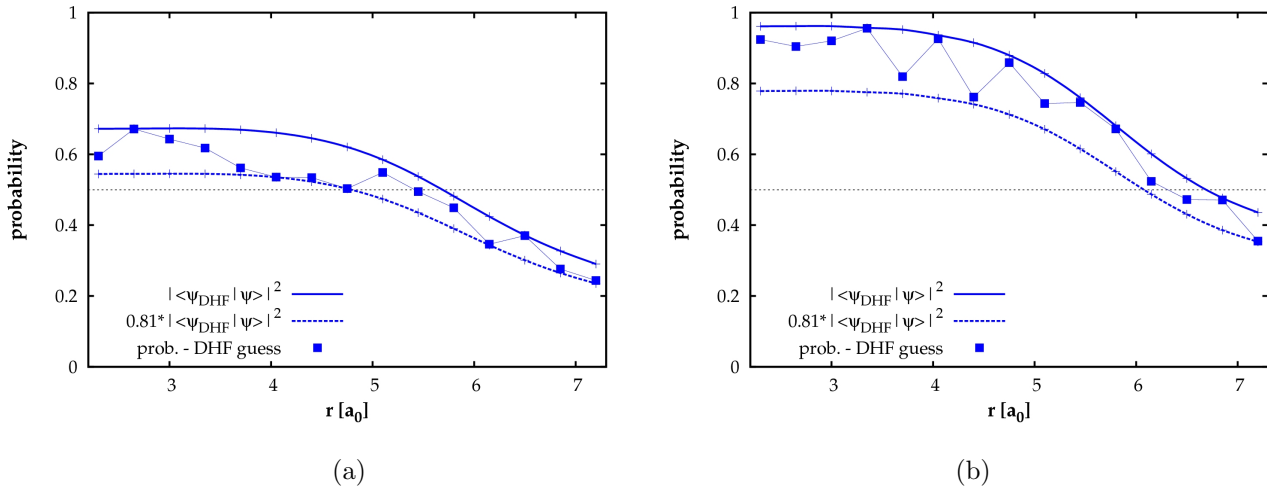 1
0.8
0.6
0.4
0.2
0
probability
|<ψDHF|ψ>|2
0.81*|<ψDHF|ψ>|2
prob. - DHF guess
3 4 5 6 7
r [a0]
(a)
1
0.8
0.6
0.4
0.2
0
probability
|<ψDHF|ψ>|2
0.81*|<ψDHF|ψ>|2
prob. - DHF guess
3 4 5 6 7
r [a0]
(b)